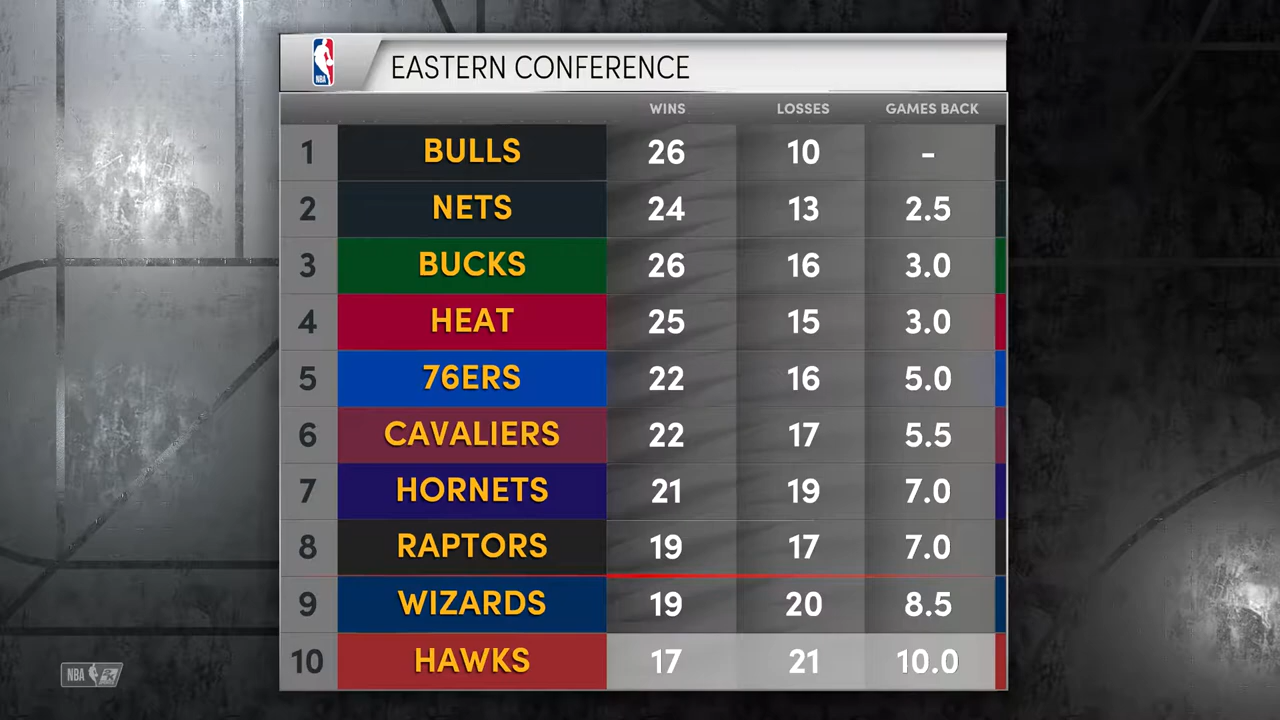 NBA
EASTERN CONFERENCE
WINS LOSSES GAMES BACK
1 BULLS 26 10 -
2 NETS 24 13 2.5
3 BUCKS 26 16 3.0
4 HEAT 25 15 3.0
5 76ERS 22 16 5.0
6 CAVALIERS 22 17 5.5
7 HORNETS 21 19 7.0
8 RAPTORS 19 17 7.0
9 WIZARDS 19 20 8.5
10 HAWKS 17 21 10.0
NBA 2K